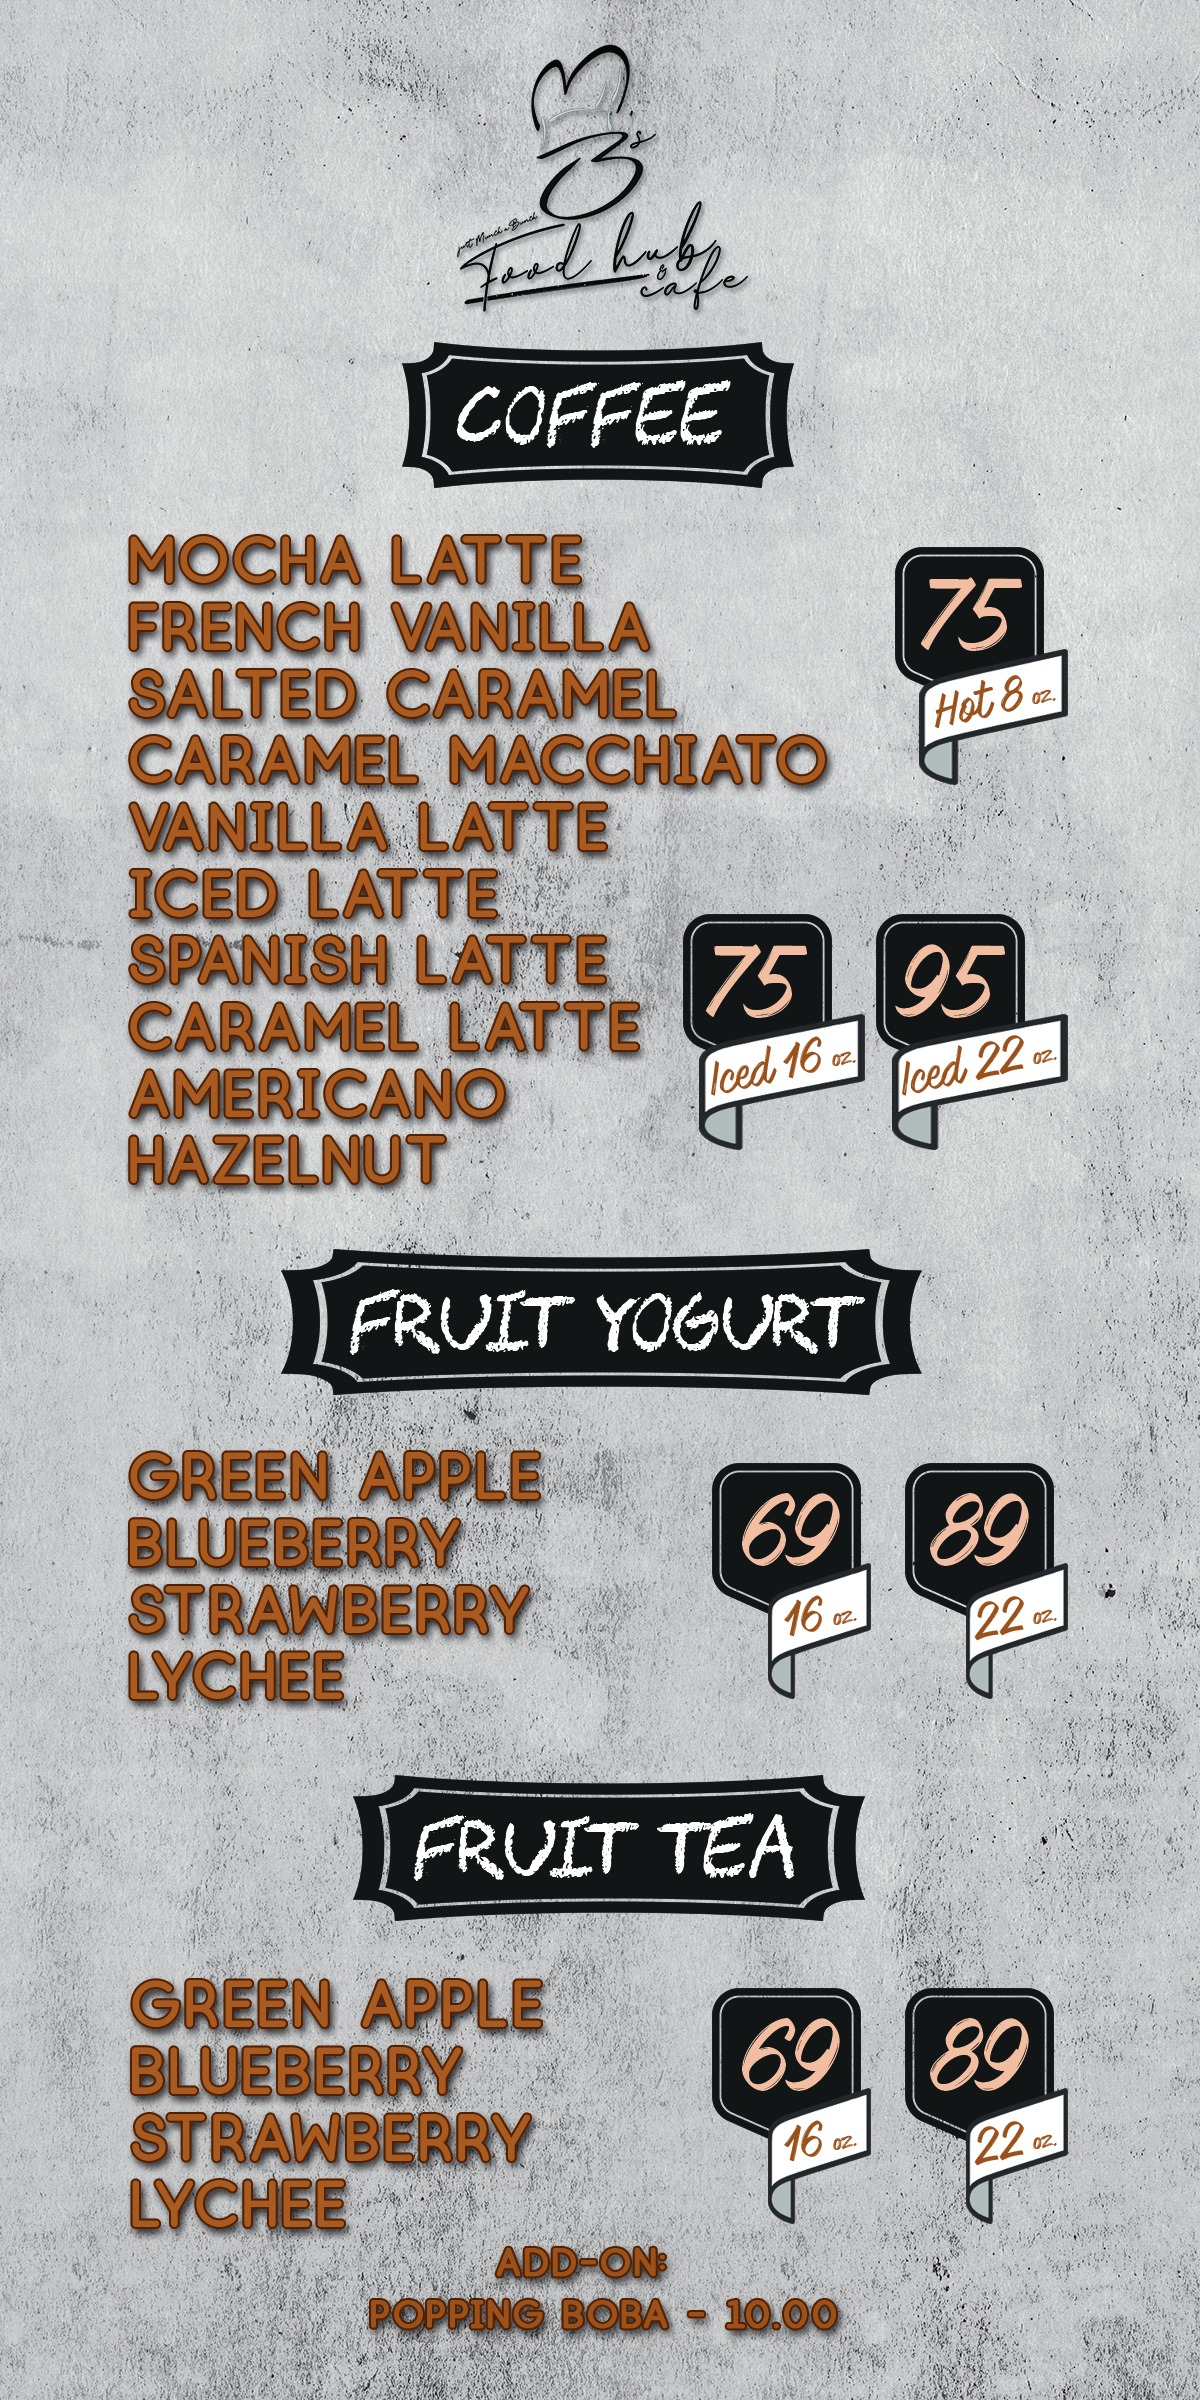 B's
just Munch a Bunch
Food hub
& cafe
COFFEE
MOCHA LATTE
FRENCH VANILLA
SALTED CARAMEL
CARAMEL MACCHIATO
VANILLA LATTE
ICED LATTE
SPANISH LATTE
CARAMEL LATTE
AMERICANO
HAZELNUT
75
Hot 8 oz.
75
Iced 16 oz.
95
Iced 22 oz.
FRUIT YOGURT
GREEN APPLE
BLUEBERRY
STRAWBERRY
LYCHEE
69
16 oz.
89
22 oz.
FRUIT TEA
GREEN APPLE
BLUEBERRY
STRAWBERRY
LYCHEE
69
16 oz.
89
22 oz.
ADD-ON:
POPPING BOBA - 10.00